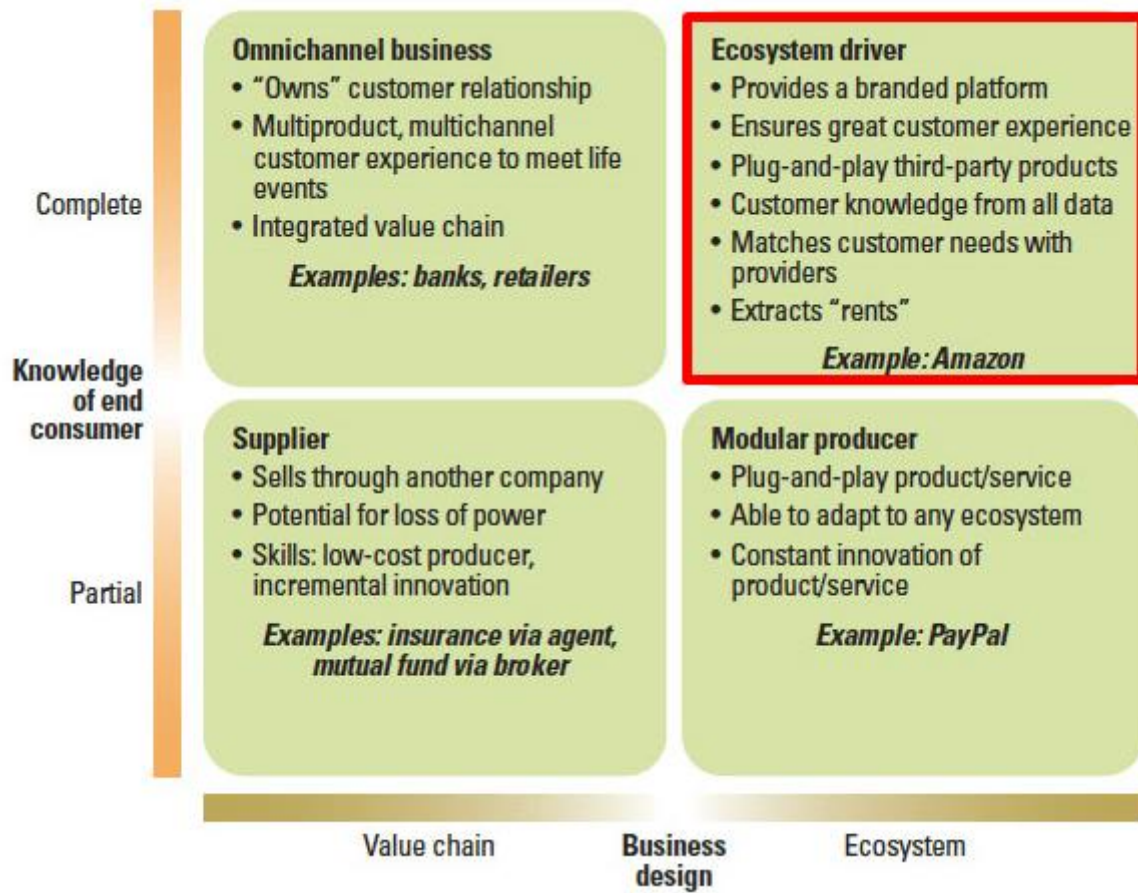 Omnichannel business
• “Owns” customer relationship
• Multiproduct, multichannel
customer experience to meet life
events
• Integrated value chain
Examples: banks, retailers
Ecosystem driver
• Provides a branded platform
• Ensures great customer experience
• Plug-and-play third-party products
• Customer knowledge from all data
• Matches customer needs with
providers
• Extracts “rents”
Example: Amazon
Complete
Knowledge
of end
consumer
Partial
Supplier
• Sells through another company
• Potential for loss of power
• Skills: low-cost producer,
incremental innovation
Examples: insurance via agent,
mutual fund via broker
Modular producer
• Plug-and-play product/service
• Able to adapt to any ecosystem
• Constant innovation of
product/service
Example: PayPal
Value chain
Business
design
Ecosystem